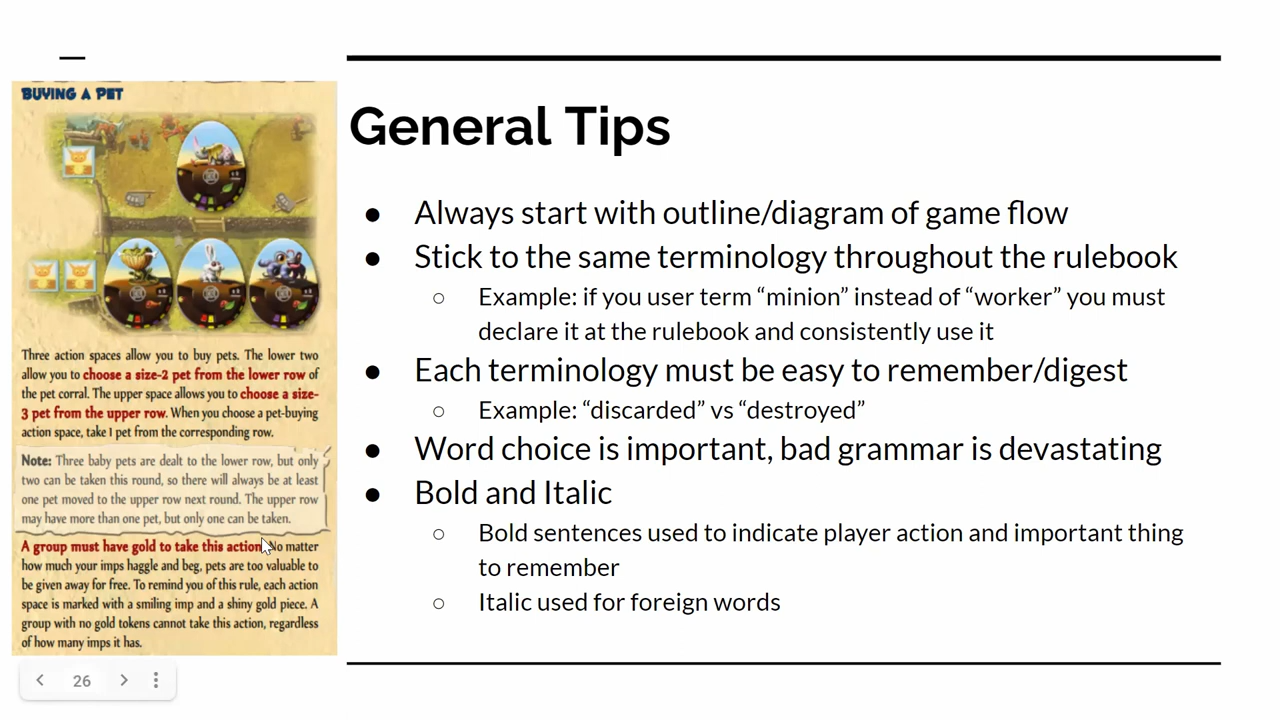 BUYING A PET
Three action spaces allow you to buy pets. The lower two
allow you to choose a size-2 pet from the lower row of
the pet corral. The upper space allows you to choose a size-
3 pet from the upper row. When you choose a pet-buying
action space, take 1 pet from the corresponding row.
Note: Three baby pets are dealt to the lower row, but only
two can be taken this round, so there will always be at least
one pet moved to the upper row next round. The upper row
may have more than one pet, but only one can be taken.
A group must have gold to take this action. No matter
how much your imps haggle and beg, pets are too valuable to
be given away for free. To remind you of this rule, each action
space is marked with a smiling imp and a shiny gold piece. A
group with no gold tokens cannot take this action, regardless
of how many imps it has.
26
General Tips
● Always start with outline/diagram of game flow
● Stick to the same terminology throughout the rulebook
○ Example: if you user term “minion” instead of “worker” you must
declare it at the rulebook and consistently use it
● Each terminology must be easy to remember/digest
○ Example: “discarded” vs “destroyed”
● Word choice is important, bad grammar is devastating
● Bold and Italic
○ Bold sentences used to indicate player action and important thing
to remember
○ Italic used for foreign words